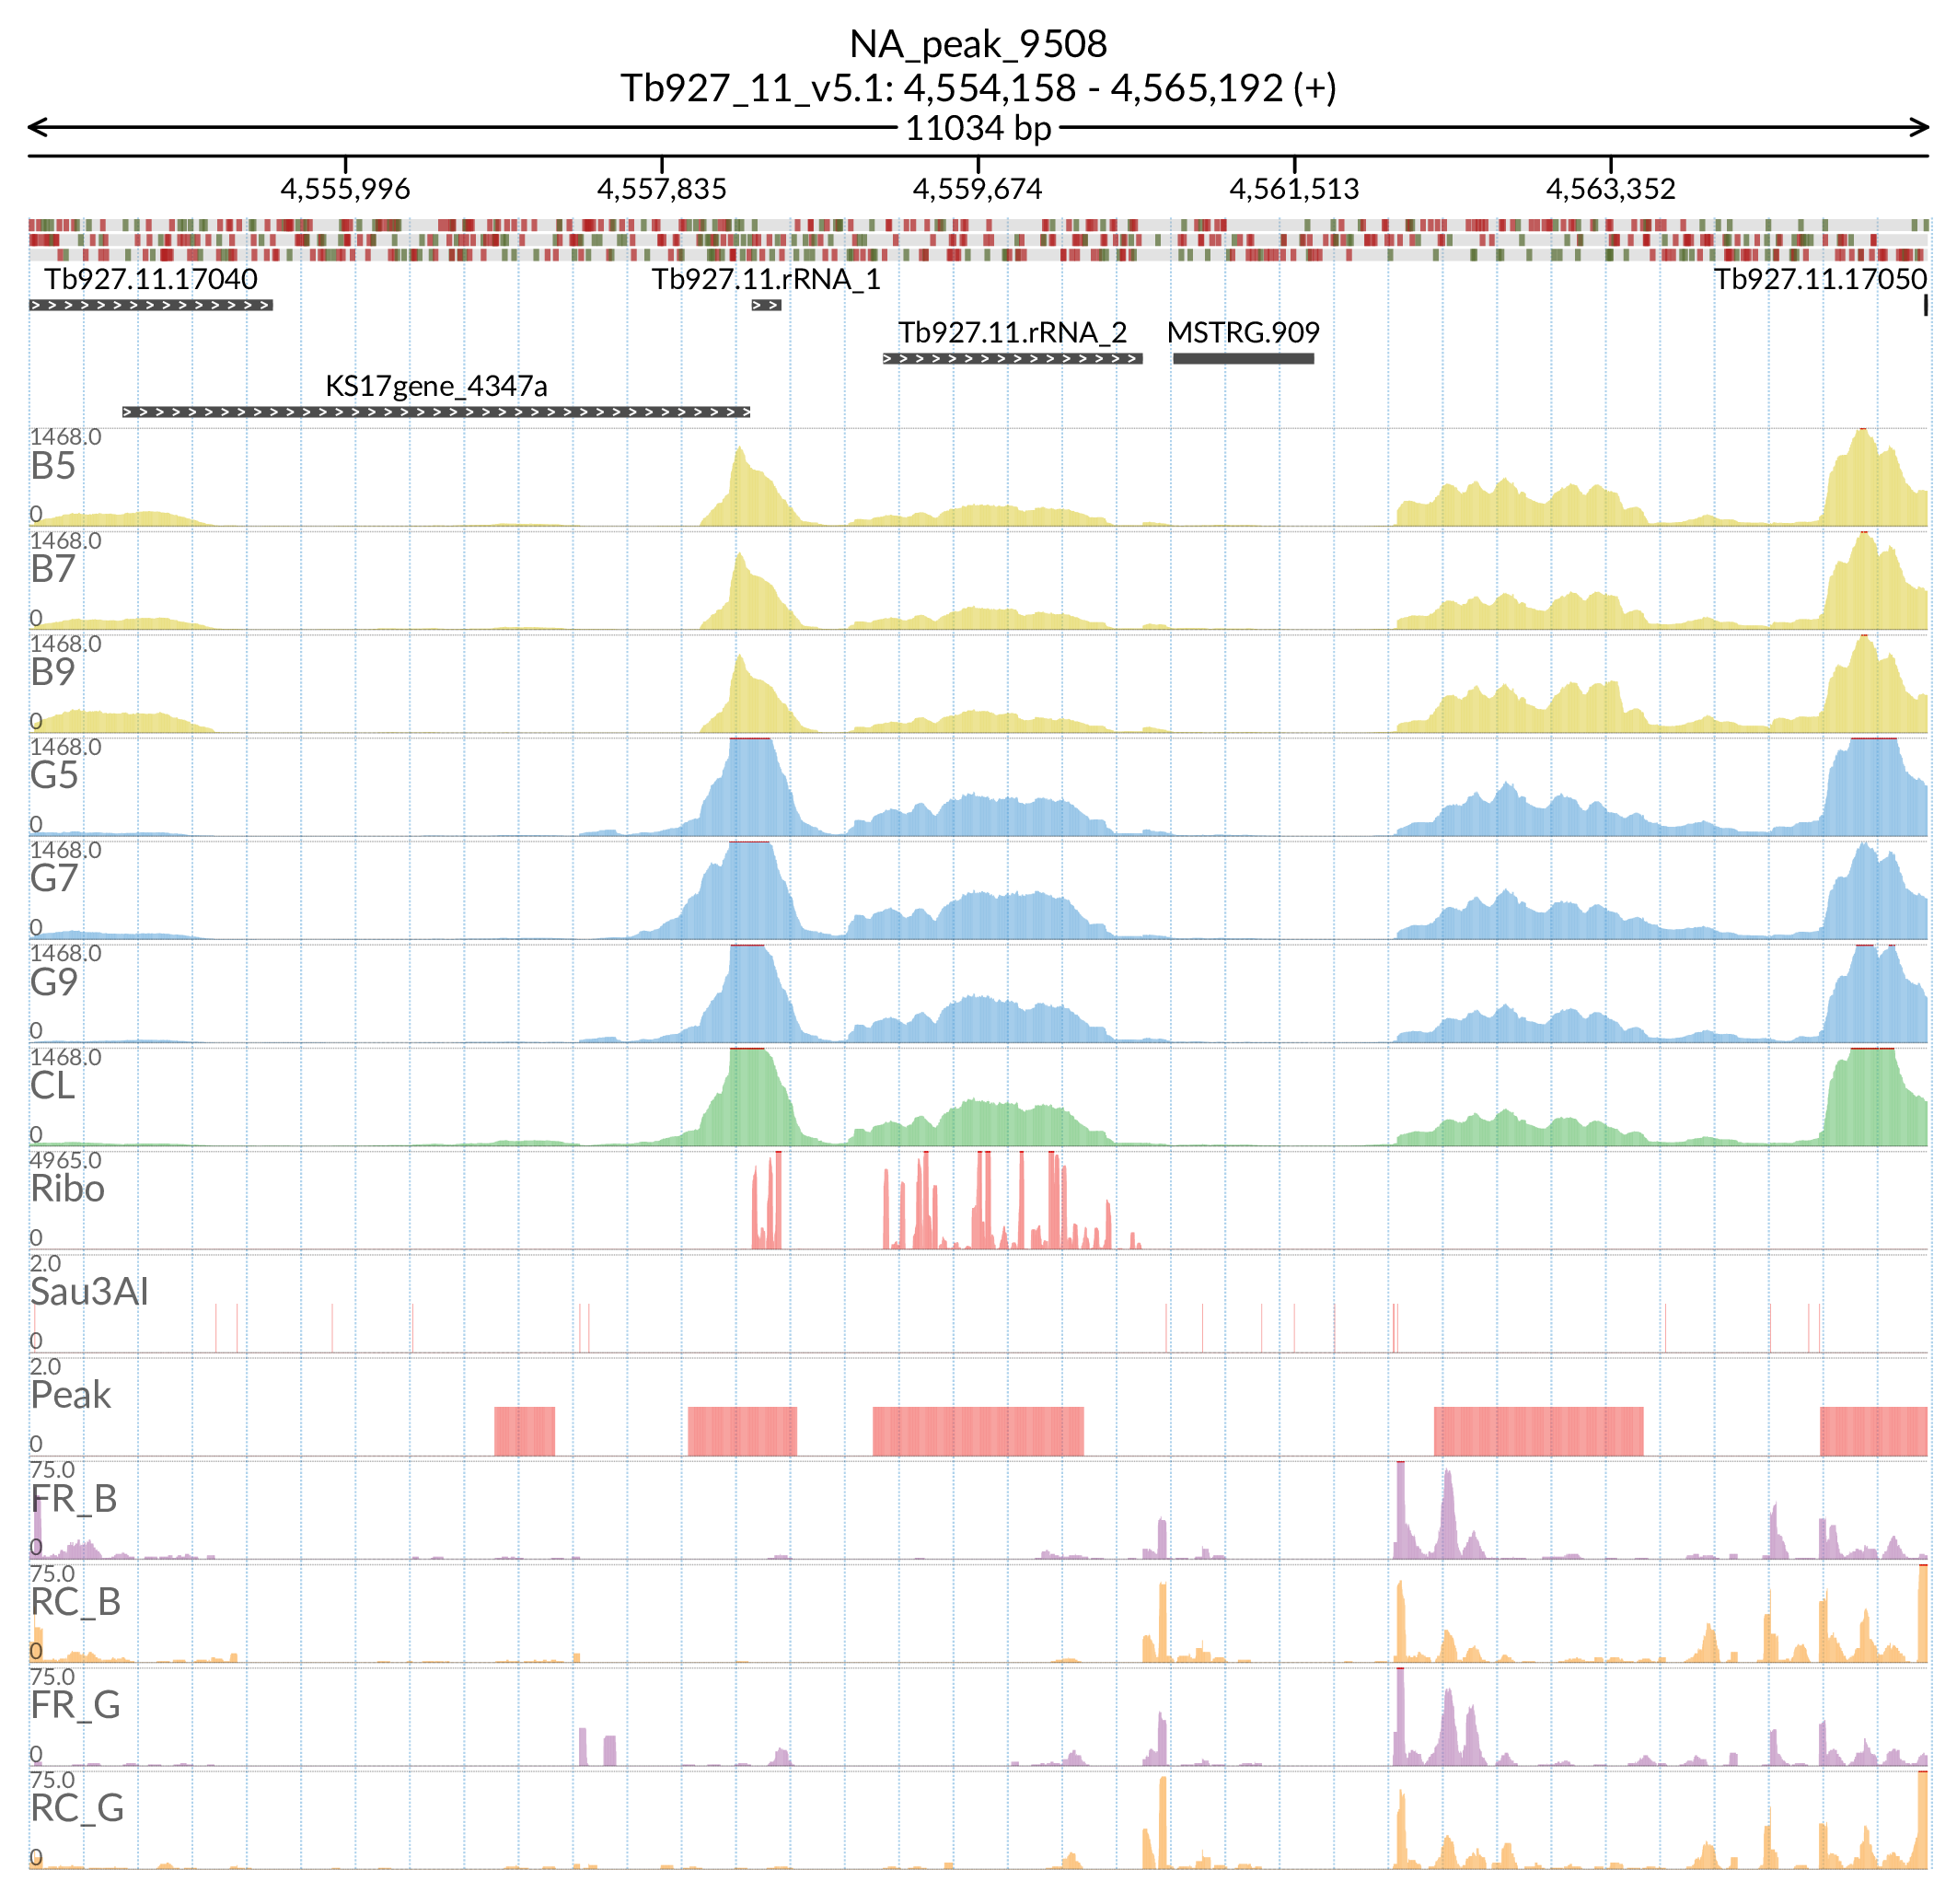 NA_peak_9508
Tb927_11_v5.1: 4,554,158 - 4,565,192 (+)
11034 bp
4,555,996 4,557,835 4,559,674 4,561,513 4,563,352
Tb927.11.17040 Tb927.11.rRNA_1 Tb927.11.17050
Tb927.11.rRNA_2 MSTRG.909
KS17gene_4347a
1468.0
B5
0
1468.0
B7
0
1468.0
B9
0
1468.0
G5
0
1468.0
G7
0
1468.0
G9
0
1468.0
CL
0
4965.0
Ribo
0
2.0
Sau3AI
0
2.0
Peak
0
75.0
FR_B
0
75.0
RC_B
0
75.0
FR_G
0
75.0
RC_G
0